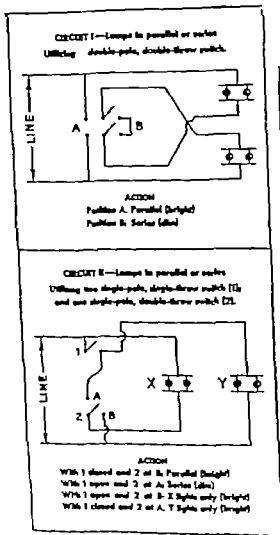 CIRCUIT I—Lamps in parallel or series
Utilizing double-pole, double-throw switch.
LINE
A
B
ACTION
Position A: Parallel (bright)
Position B: Series (dim)
CIRCUIT II—Lamps in parallel or series
Utilizing two single-pole, single-throw switch (1);
and one single-pole, double-throw switch (2).
LINE
1
A
2
B
X
Y
ACTION
With 1 closed and 2 at B: Parallel (bright)
With 1 open and 2 at A: Series (dim)
With 1 open and 2 at B: X lights only (bright)
With 1 closed and 2 at A, Y lights only (bright)